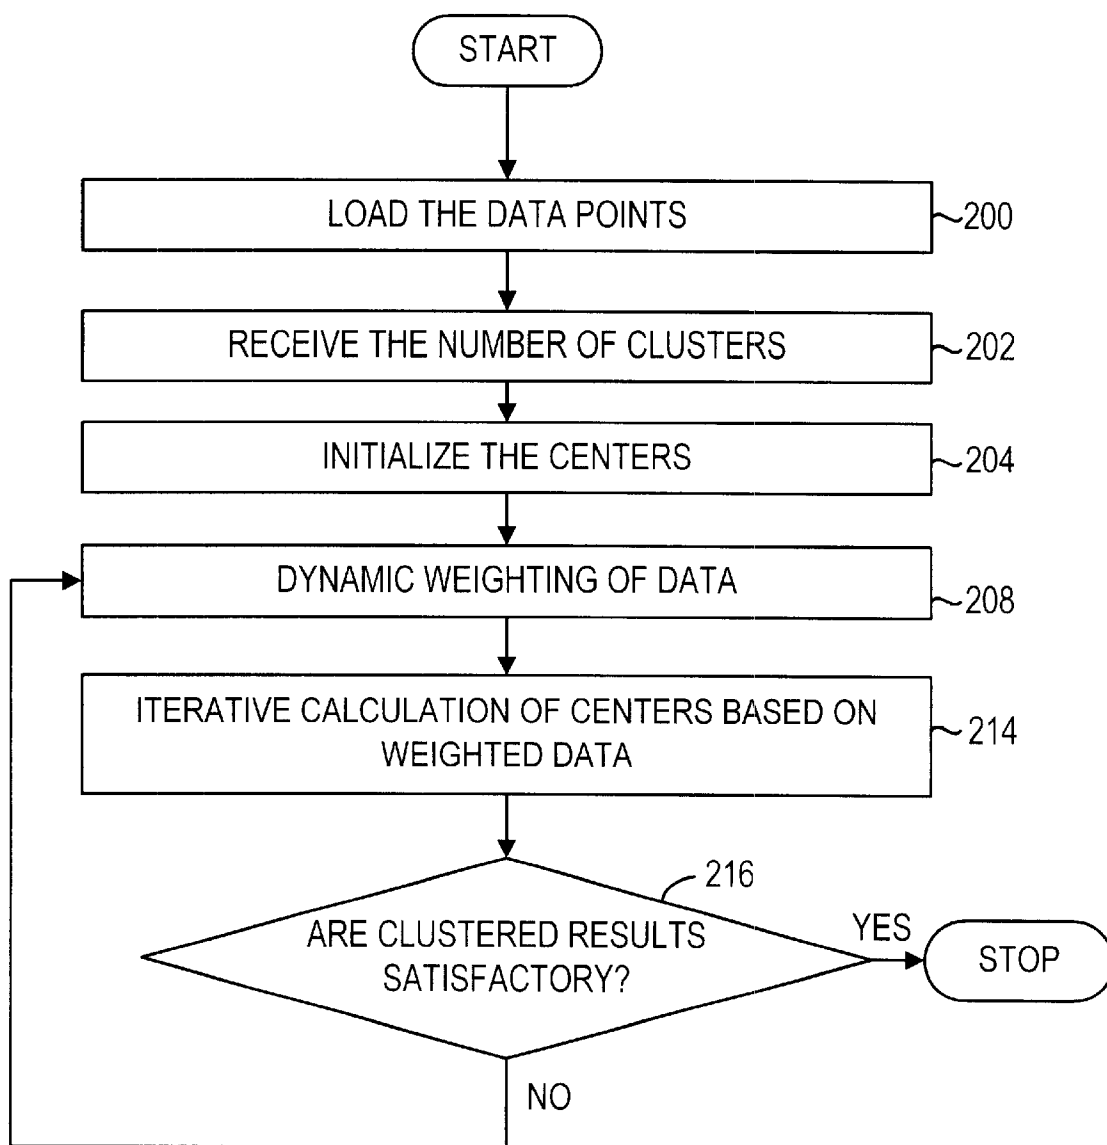 START
LOAD THE DATA POINTS
200
RECEIVE THE NUMBER OF CLUSTERS
202
INITIALIZE THE CENTERS
204
DYNAMIC WEIGHTING OF DATA
208
ITERATIVE CALCULATION OF CENTERS BASED ON
WEIGHTED DATA
214
216
ARE CLUSTERED RESULTS
SATISFACTORY?
YES
STOP
NO